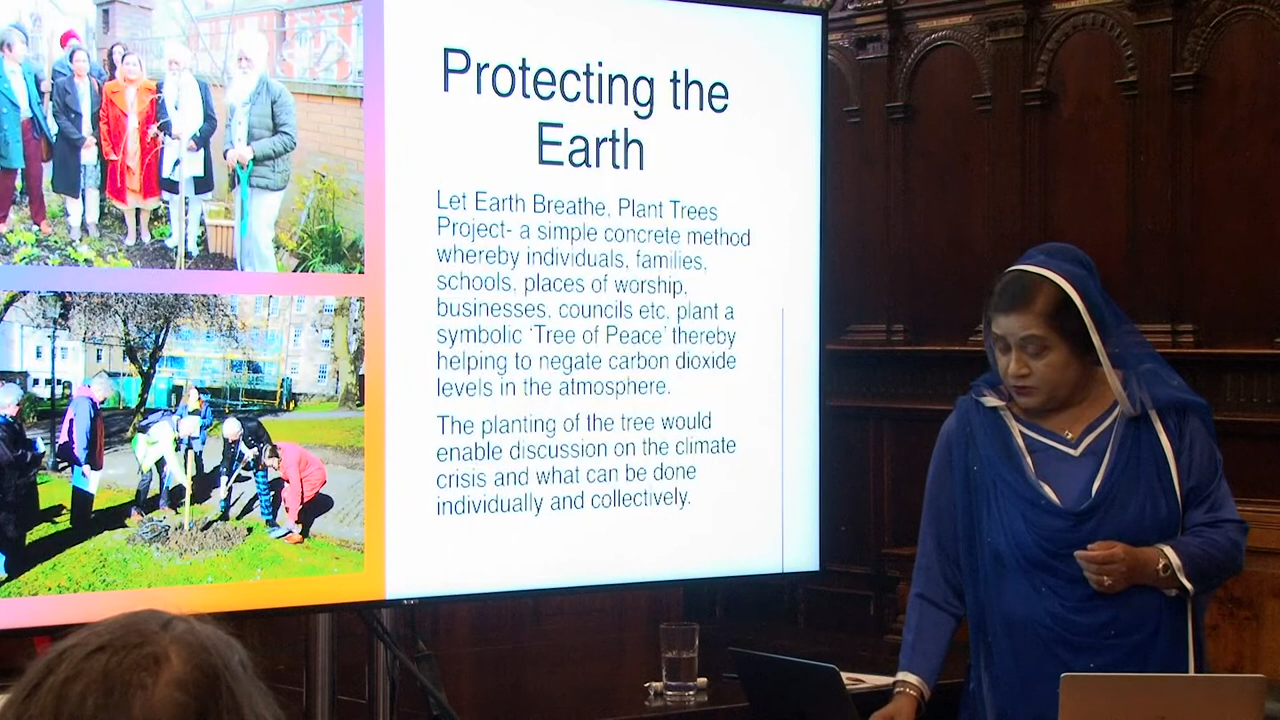 Protecting the
Earth
Let Earth Breathe, Plant Trees
Project- a simple concrete method
whereby individuals, families,
schools, places of worship,
businesses, councils etc, plant a
symbolic ‘Tree of Peace’ thereby
helping to negate carbon dioxide
levels in the atmosphere.
The planting of the tree would
enable discussion on the climate
crisis and what can be done
individually and collectively.